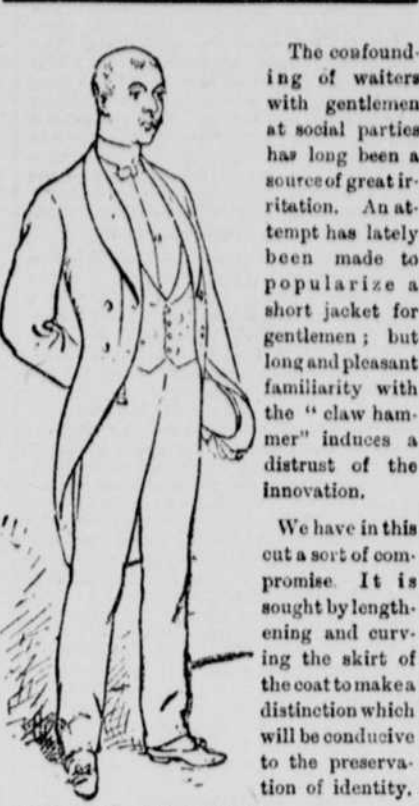 The confound-
ing of waiters
with gentlemen
at social parties
has long been a
source of great ir-
ritation. An at-
tempt has lately
been made to
popularize a
short jacket for
gentlemen; but
long and pleasant
familiarity with
the "claw ham-
mer" induces a
distrust of the
innovation.
We have in this
cut a sort of com-
promise. It is
sought by length-
ening and curv-
ing the skirt of
the coat to make a
distinction which
will be conducive
to the preserva-
tion of identity.